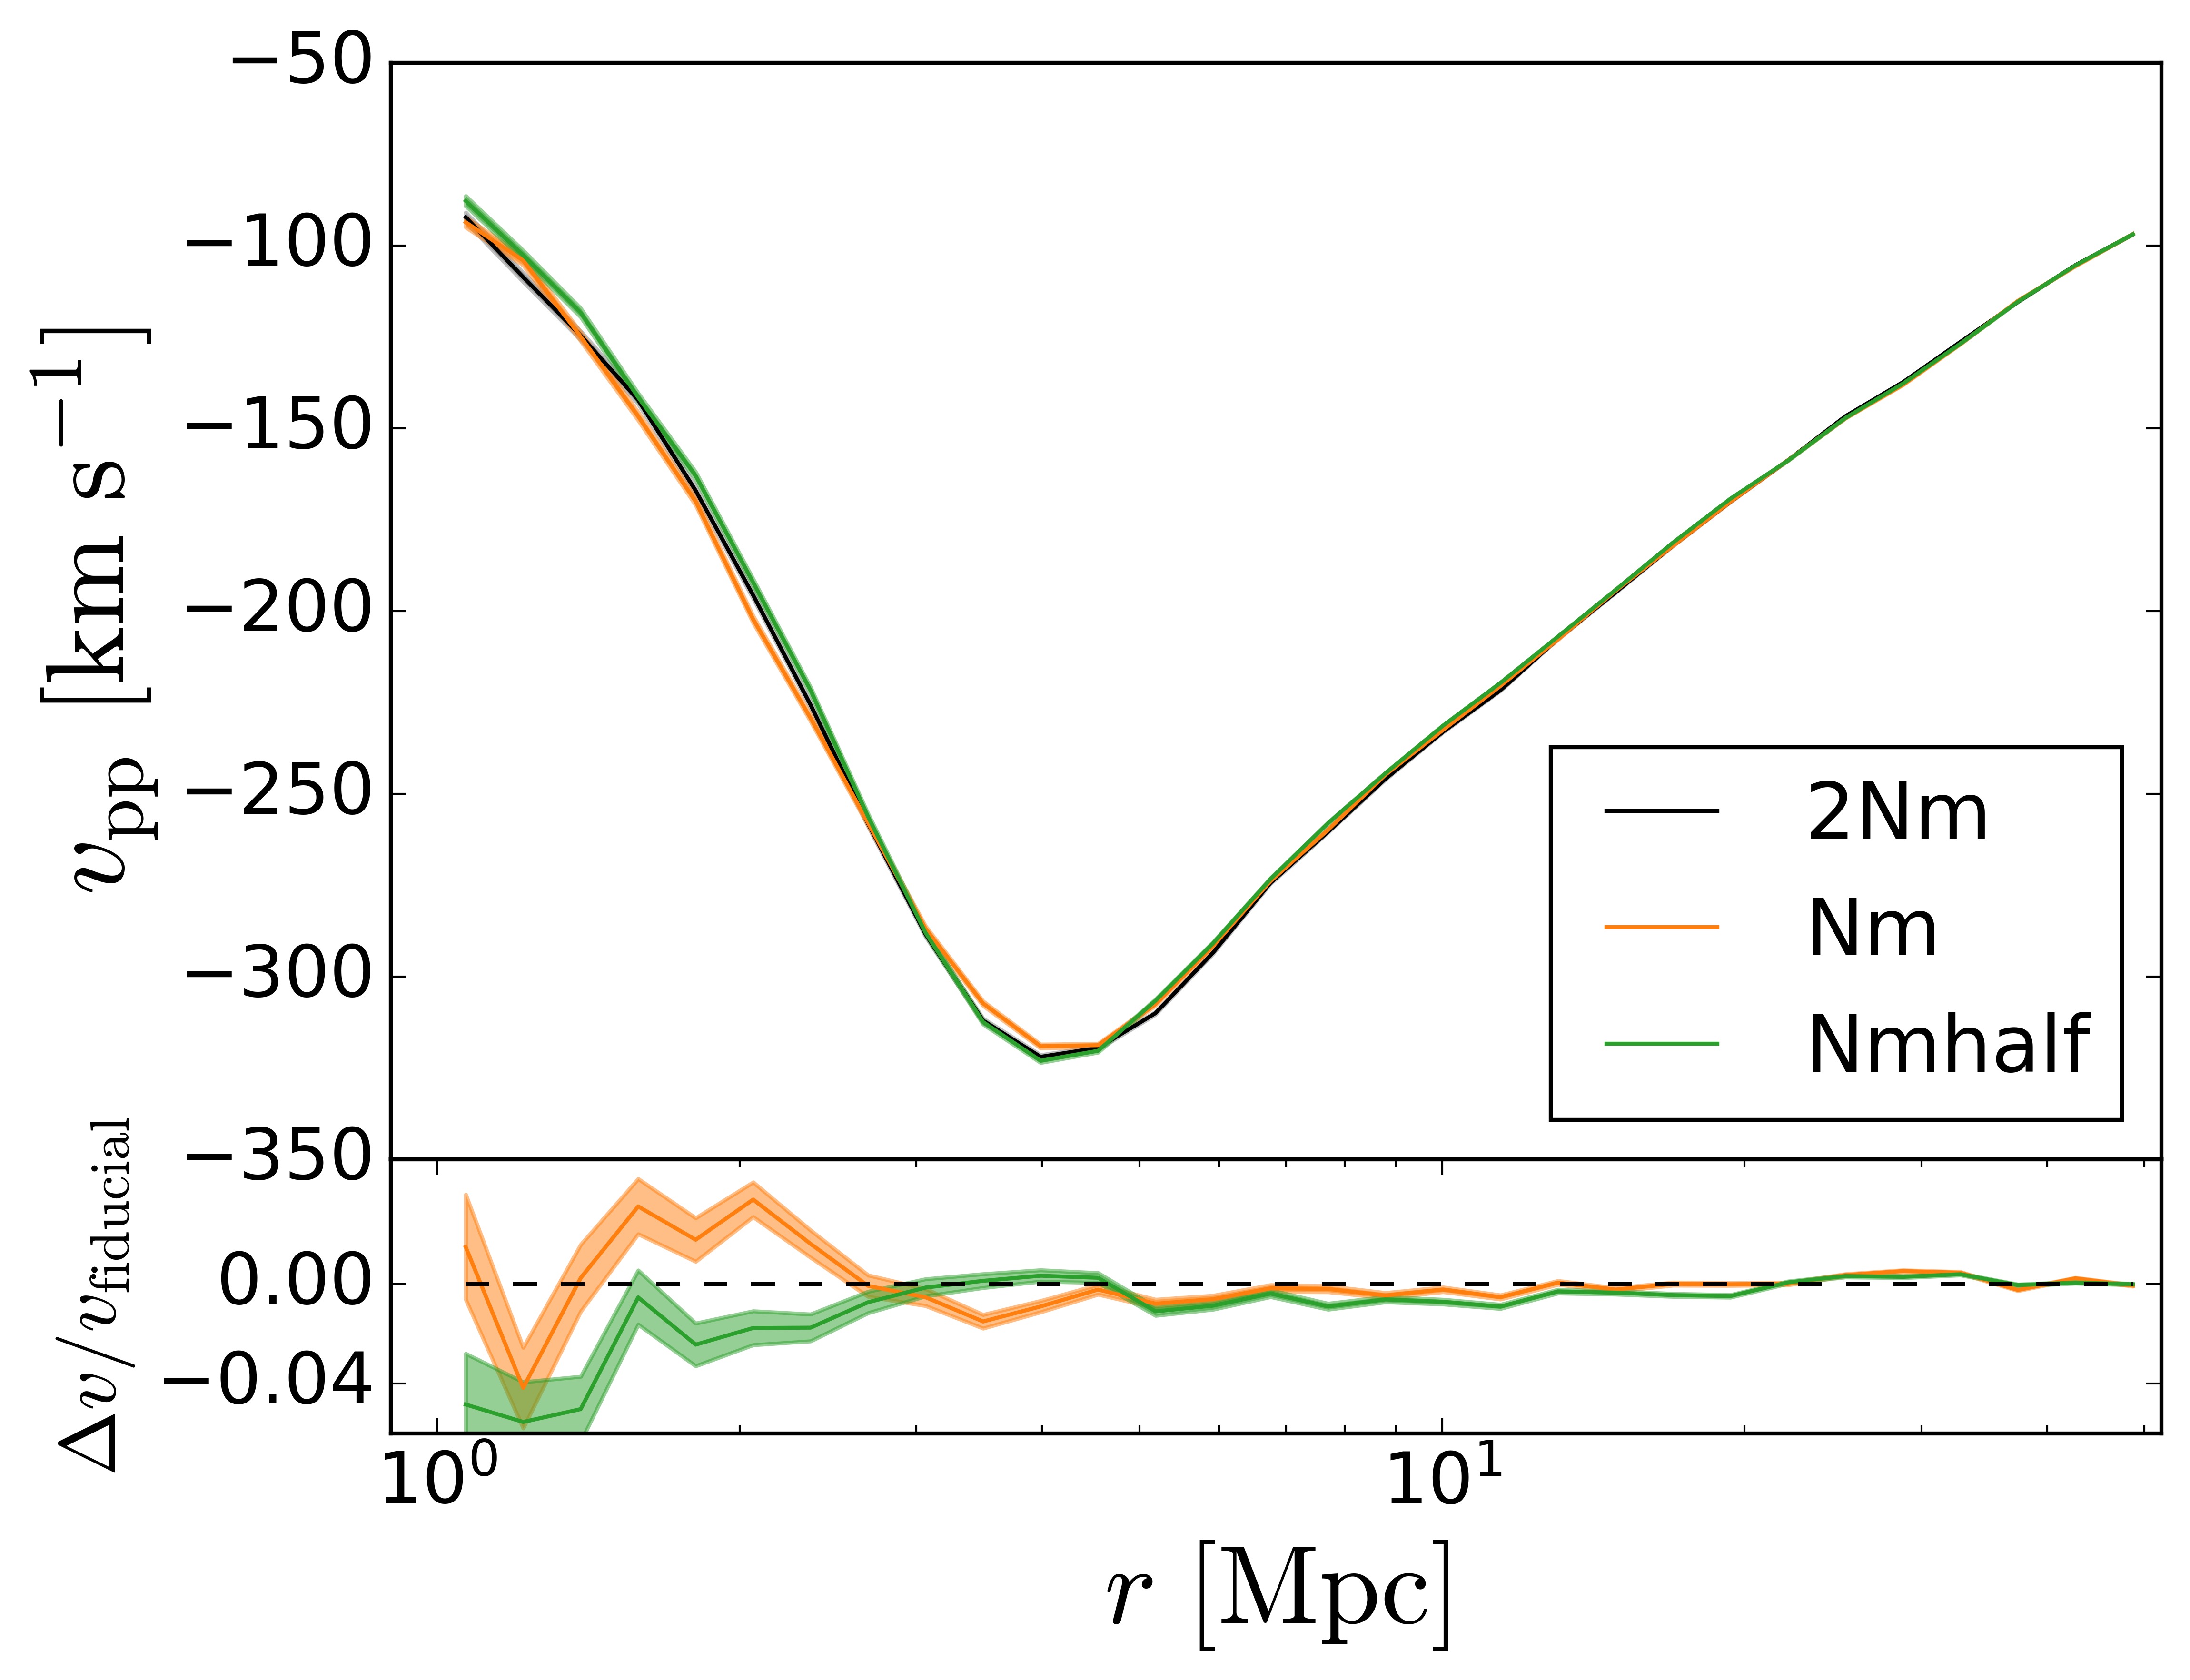 −50
−100
−150
−200
−250
−300
−350
v_pp [km s^−1]
2Nm
Nm
Nmhalf
0.00
−0.04
Δv/v_fiducial
10^0
10^1
r [Mpc]